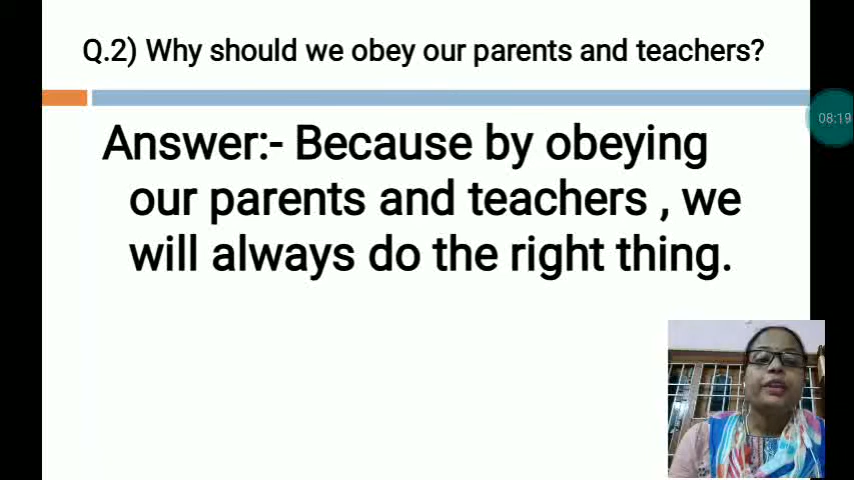 Q.2) Why should we obey our parents and teachers?
08:19
Answer:- Because by obeying
our parents and teachers , we
will always do the right thing.